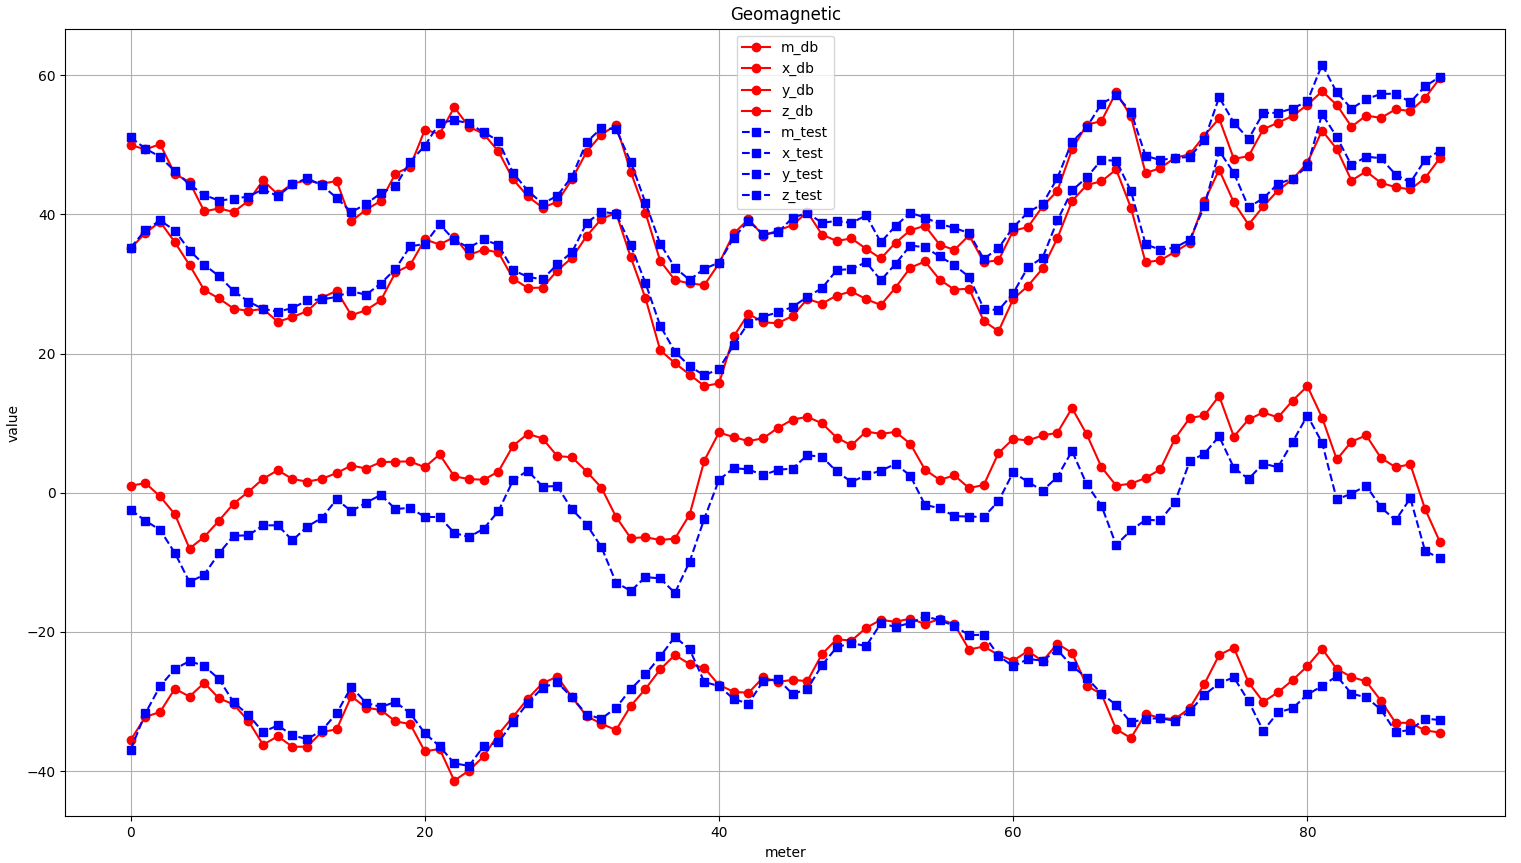 Geomagnetic
m_db
x_db
y_db
z_db
m_test
x_test
y_test
z_test
60
40
20
0
−20
−40
value
0 20 40 60 80
meter